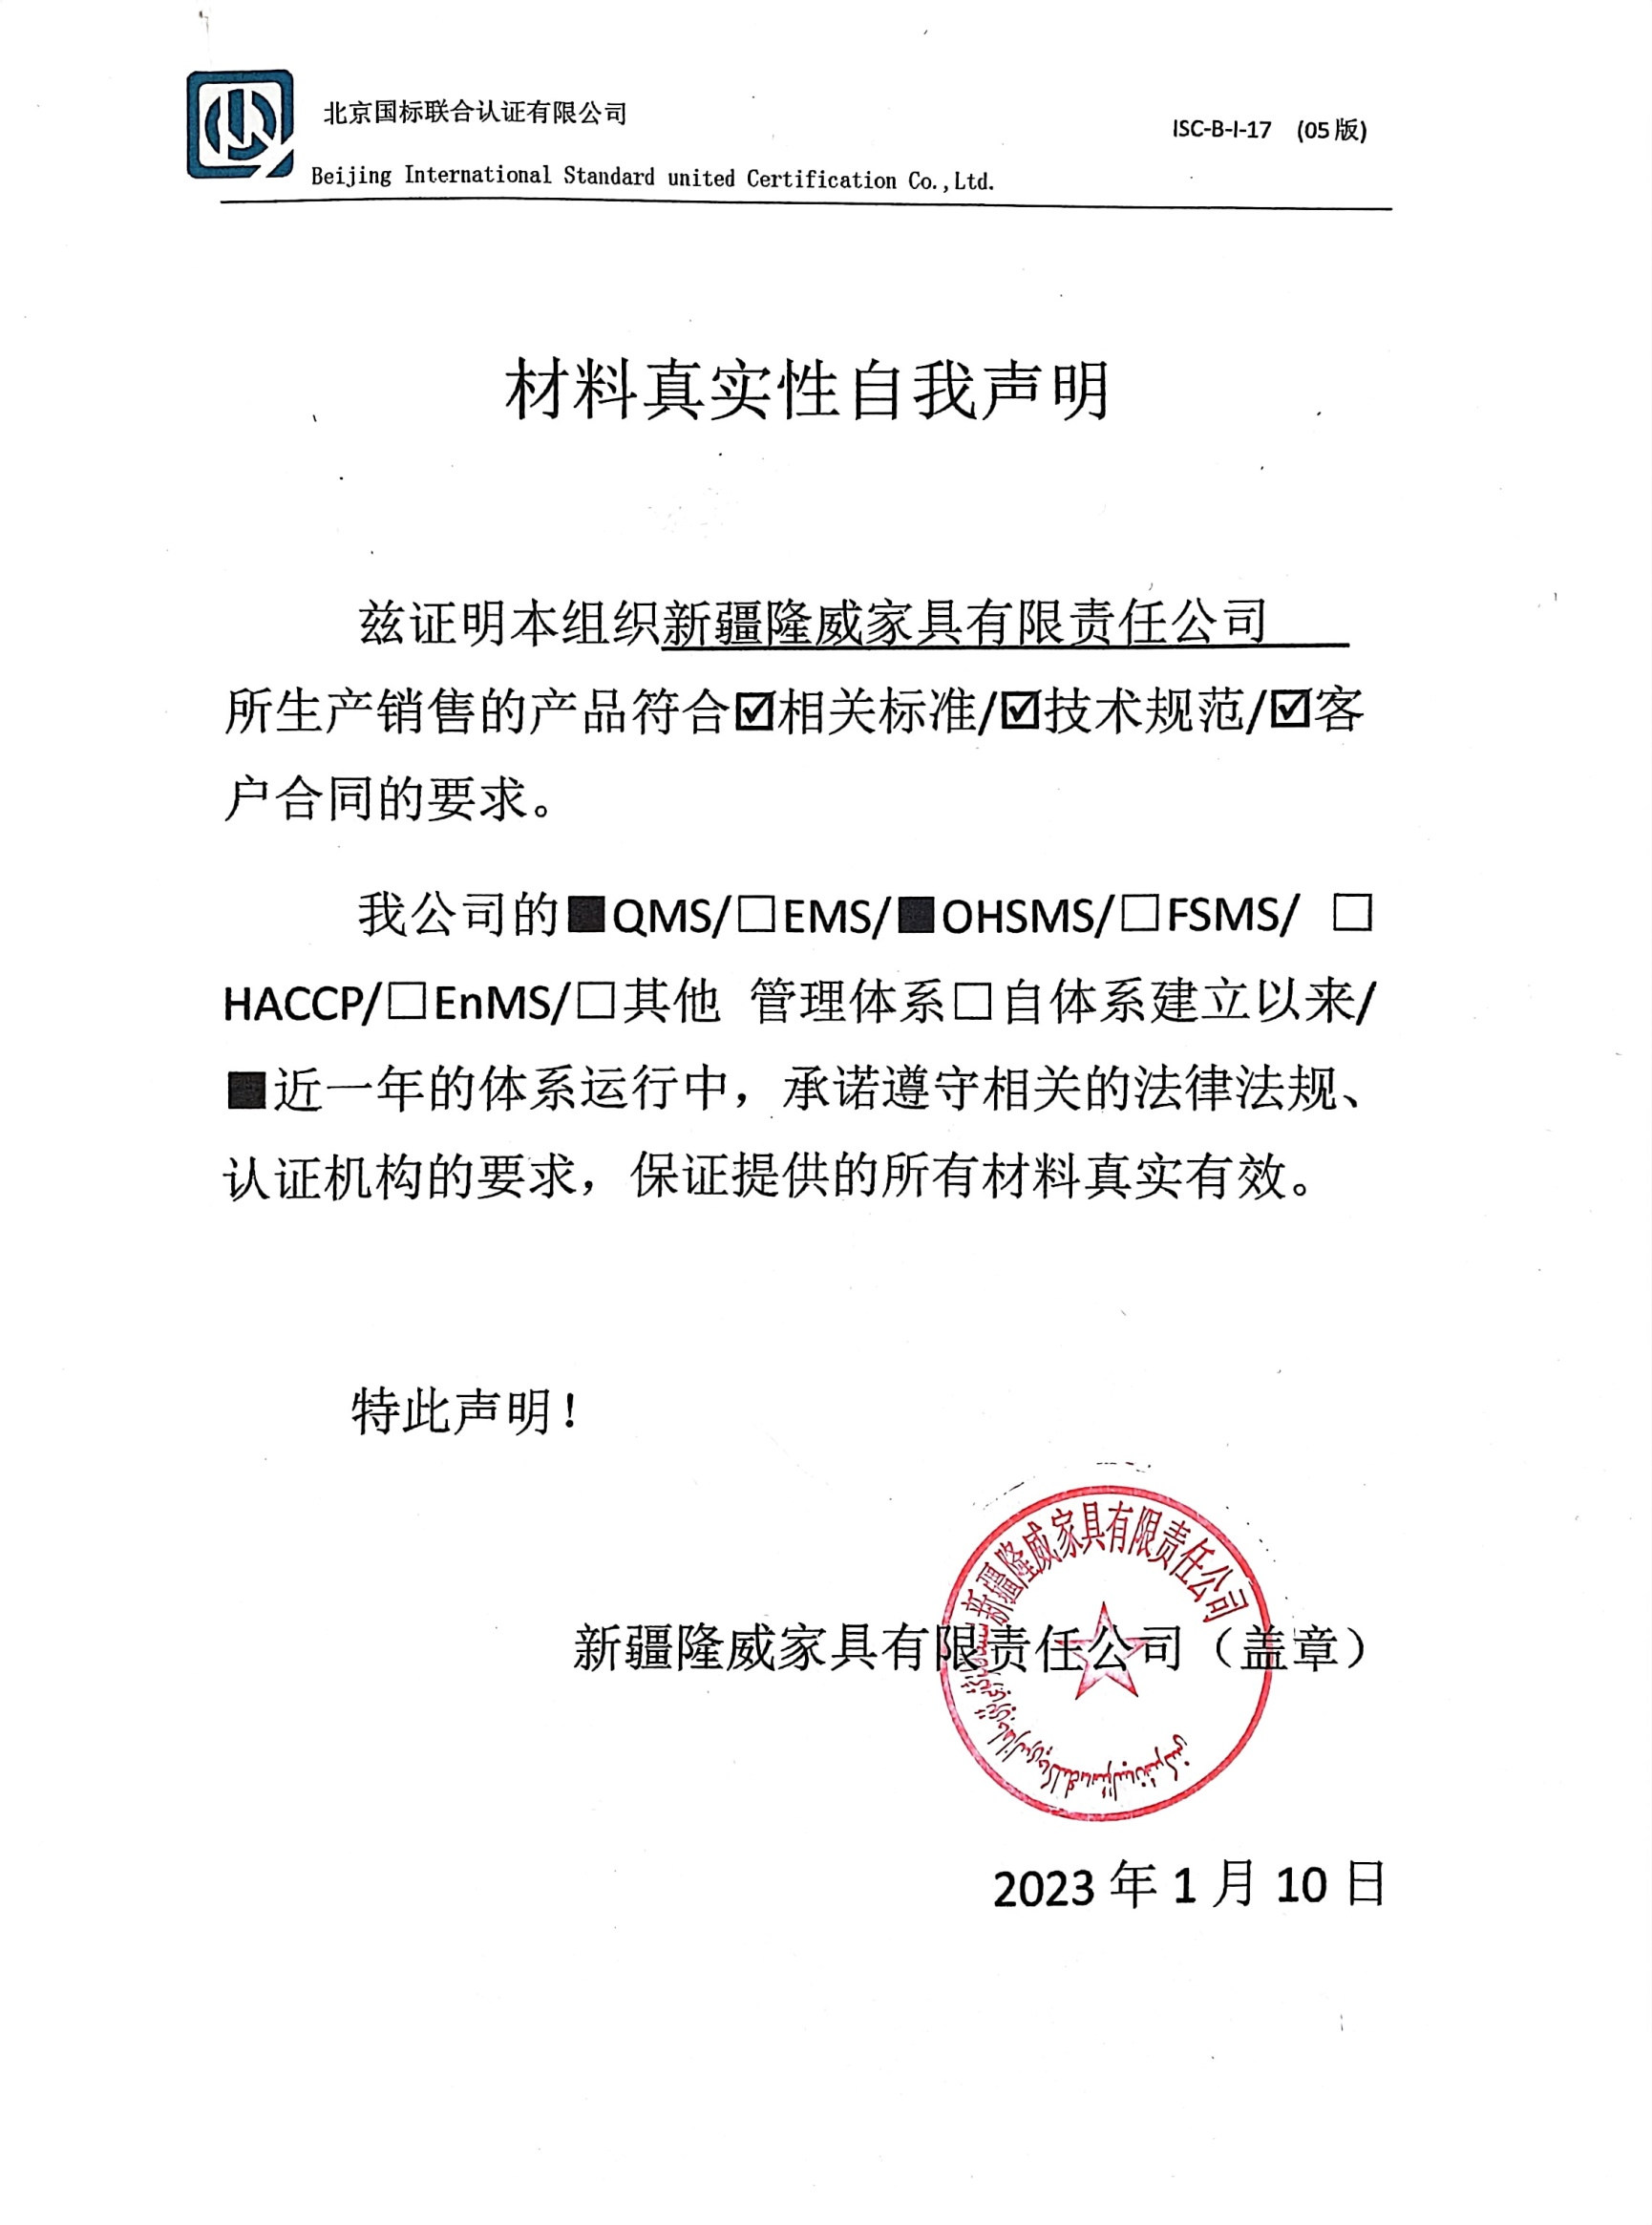 北京国标联合认证有限公司
ISC-B-I-17 (05版)
Beijing International Standard united Certification Co.,Ltd.
材料真实性自我声明
兹证明本组织新疆隆威家具有限责任公司
所生产销售的产品符合☑相关标准/☑技术规范/☑客
户合同的要求。
我公司的■QMS/□EMS/■OHSMS/□FSMS/ □
HACCP/□EnMS/□其他 管理体系□自体系建立以来/
■近一年的体系运行中，承诺遵守相关的法律法规、
认证机构的要求，保证提供的所有材料真实有效。
特此声明！
新疆隆威家具有限责任公司
新疆隆威家具有限责任公司（盖章）
2023年1月10日